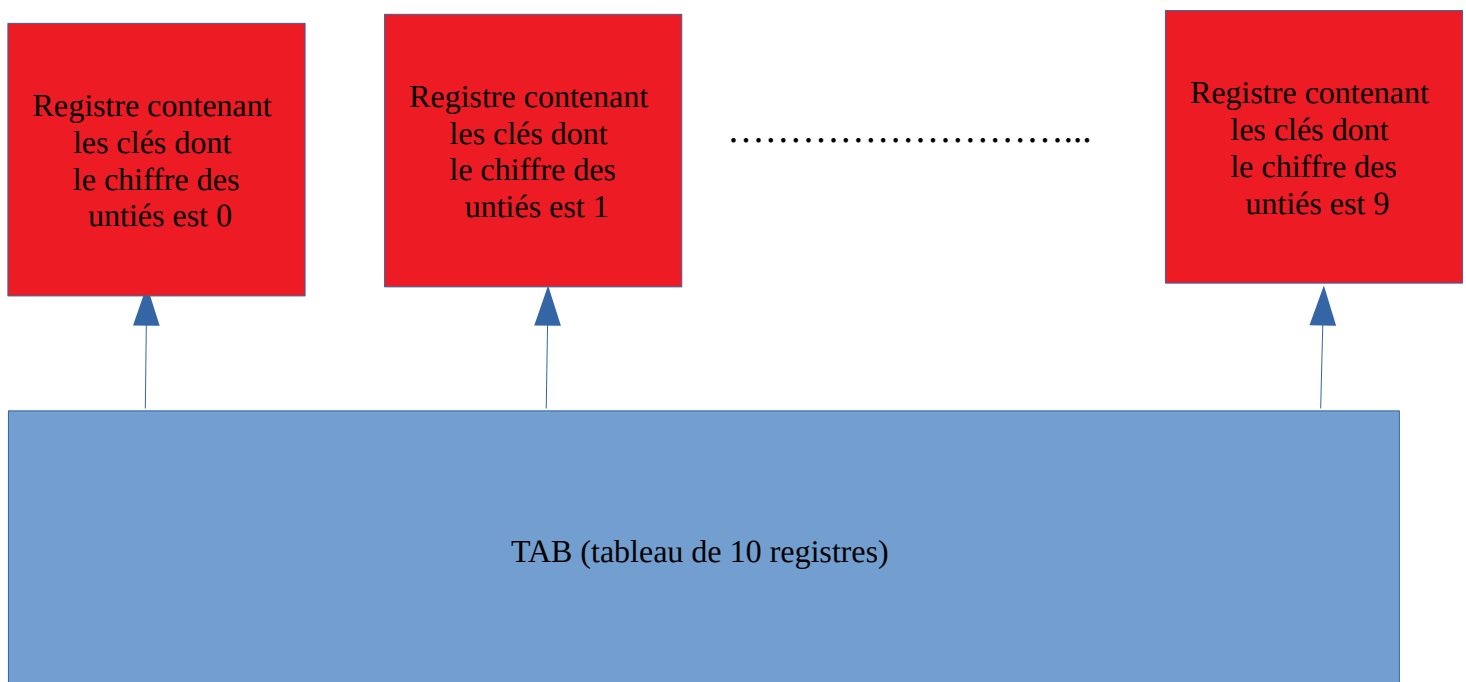 Registre contenant
les clés dont
le chiffre des
untiés est 0
Registre contenant
les clés dont
le chiffre des
untiés est 1
…………………………...
Registre contenant
les clés dont
le chiffre des
untiés est 9
TAB (tableau de 10 registres)